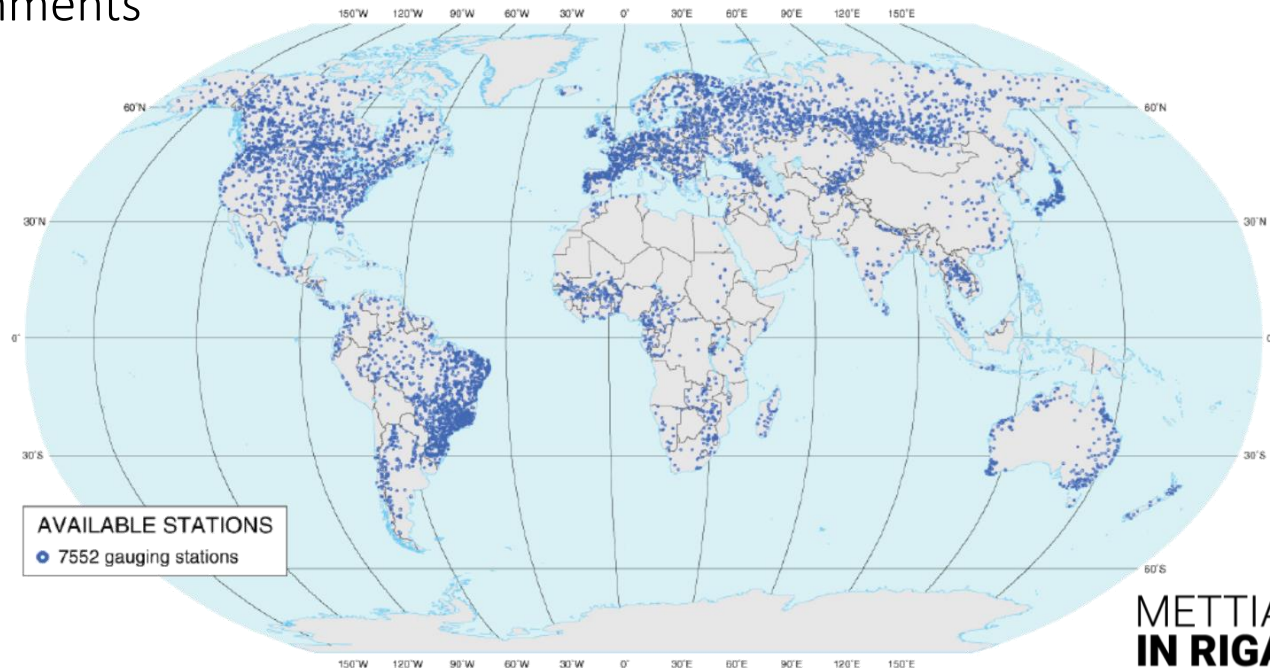 150°W 120°W 90°W 60°W 30°W 0° 30°E 60°E 90°E 120°E 150°E
60°N 60°N
30°N 30°N
0°
30°S 30°S
AVAILABLE STATIONS
7552 gauging stations
60°S
METTIA
IN RIGA
150°W 120°W 90°W 60°W 30°W 0° 30°E 60°E 90°E 120°E 150°E